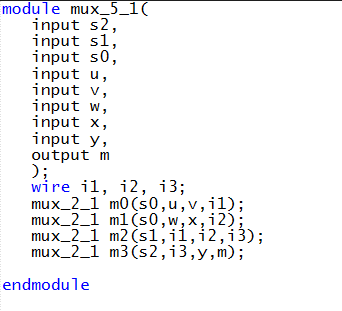 module mux_5_1(
input s2,
input s1,
input s0,
input u,
input v,
input w,
input x,
input y,
output m
);
wire i1, i2, i3;
mux_2_1 m0(s0,u,v,i1);
mux_2_1 m1(s0,w,x,i2);
mux_2_1 m2(s1,i1,i2,i3);
mux_2_1 m3(s2,i3,y,m);
endmodule